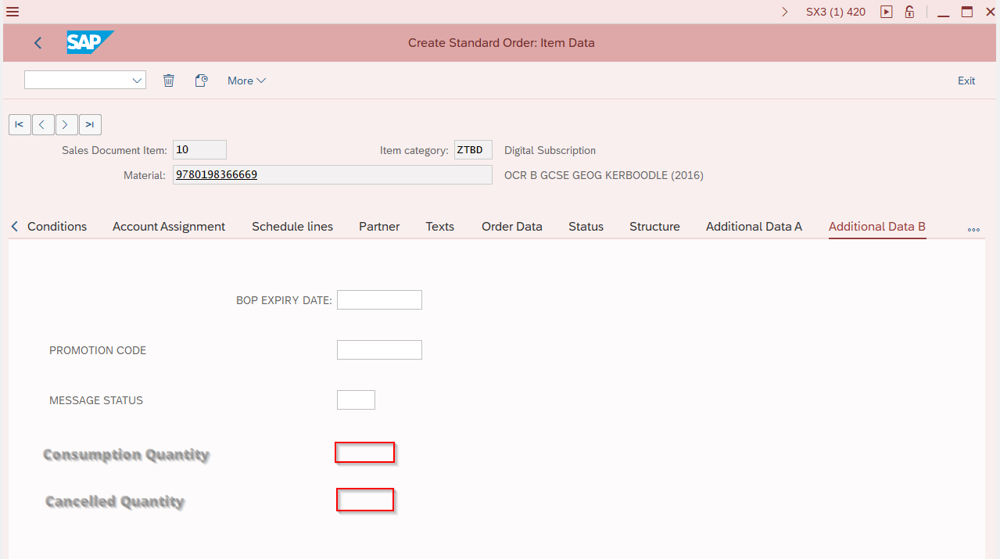 SX3 (1) 420
SAP
Create Standard Order: Item Data
More
Exit
Sales Document Item: 10 Item category: ZTBD Digital Subscription
Material: 9780198366669 OCR B GCSE GEOG KERBOODLE (2016)
Conditions Account Assignment Schedule lines Partner Texts Order Data Status Structure Additional Data A Additional Data B
BOP EXPIRY DATE:
PROMOTION CODE
MESSAGE STATUS
Consumption Quantity
Cancelled Quantity